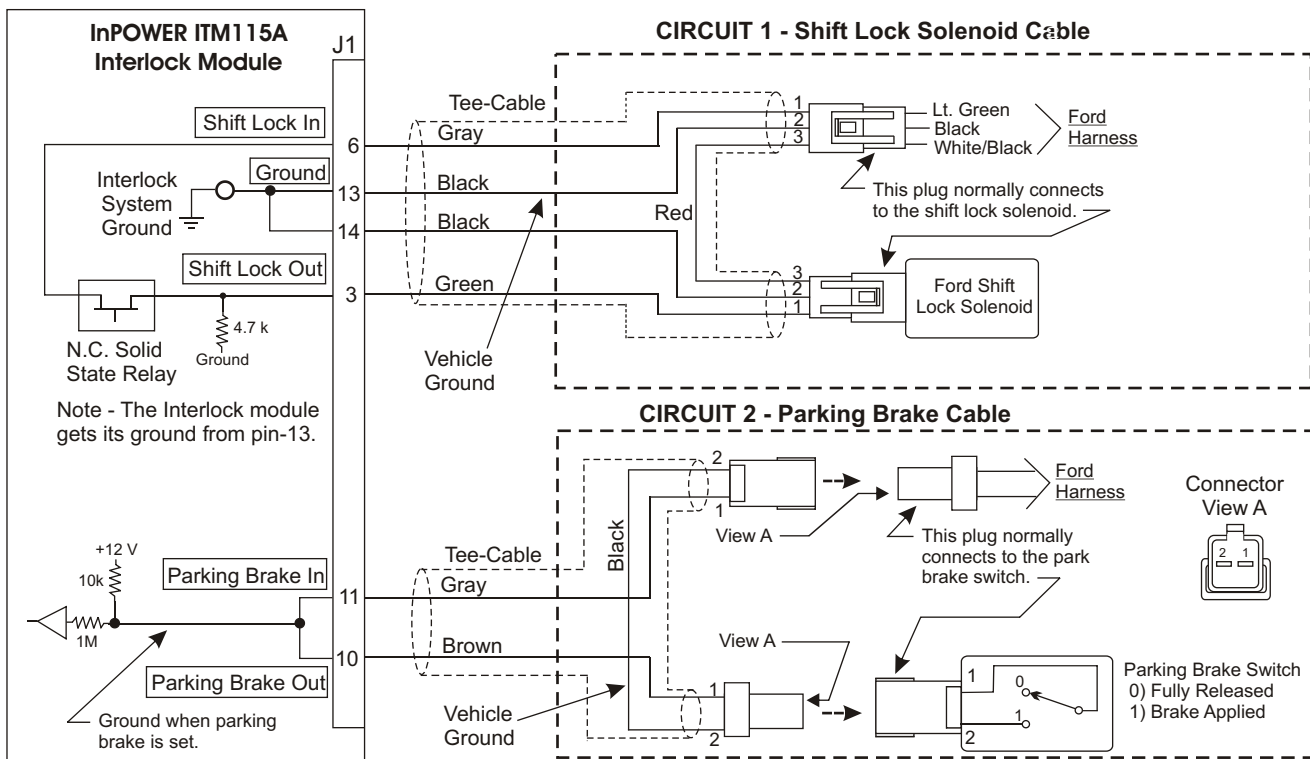 InPOWER ITM115A
Interlock Module
J1
CIRCUIT 1 - Shift Lock Solenoid Cable
Shift Lock In
6
Tee-Cable
Gray
1
2
3
Lt. Green
Black
White/Black
Ford
Harness
Ground
13
Black
Interlock
System
Ground
14
Black
Red
This plug normally connects
to the shift lock solenoid.
Shift Lock Out
3
Green
3
2
1
Ford Shift
Lock Solenoid
4.7 k
Ground
N.C. Solid
State Relay
Vehicle
Ground
Note - The Interlock module
gets its ground from pin-13.
CIRCUIT 2 - Parking Brake Cable
2
1
Black
View A
Ford
Harness
This plug normally
connects to the park
brake switch.
Connector
View A
2 1
+12 V
10k
1M
Parking Brake In
11
Tee-Cable
Gray
10
Brown
Parking Brake Out
Ground when parking
brake is set.
Vehicle
Ground
1
2
View A
1
2
0
1
Parking Brake Switch
0) Fully Released
1) Brake Applied